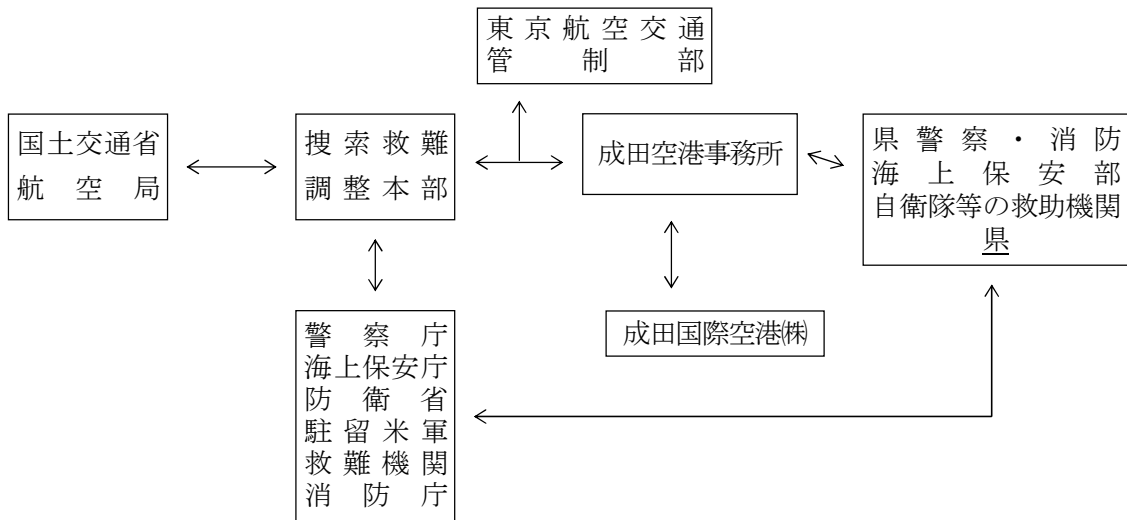 東京航空交通
管制部
国土交通省
航空局
捜索救難
調整本部
成田空港事務所
県警察・消防
海上保安部
自衛隊等の救助機関
県
警察庁
海上保安庁
防衛省
駐留米軍
救難機関
消防庁
成田国際空港㈱